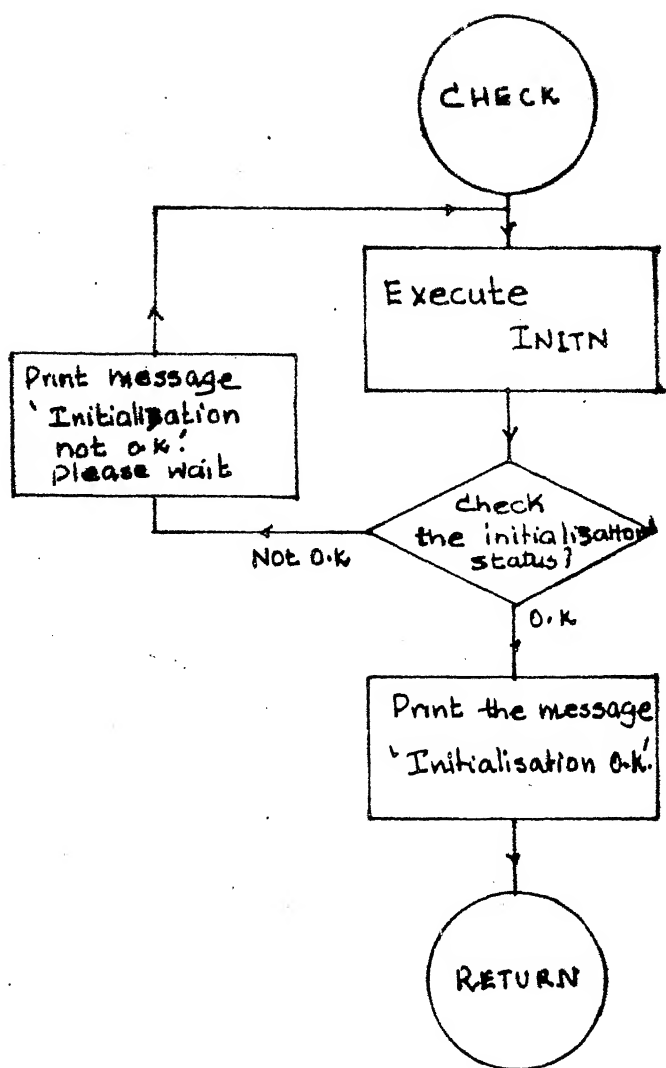 CHECK
Execute
INITN
Print message
'Initialisation
not o.k'.
Please wait
Check
the initialisation
status?
Not O.K
O.K
Print the message
'Initialisation O.K'.
RETURN